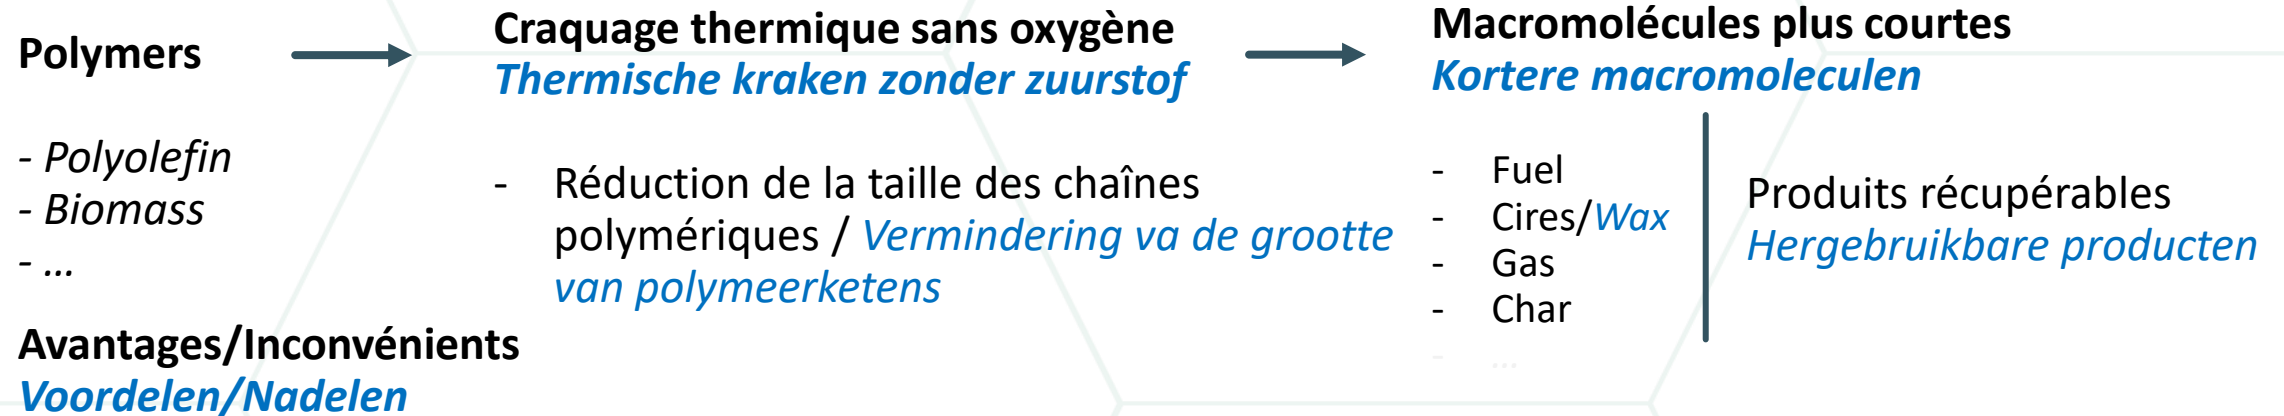 Polymers
- Polyolefin
- Biomass
- ...
Craquage thermique sans oxygène
Thermische kraken zonder zuurstof
- Réduction de la taille des chaînes
polymériques / Vermindering va de grootte
van polymeerketens
Macromolécules plus courtes
Kortere macromoleculen
- Fuel
- Cires/Wax
- Gas
- Char
- ...
Produits récupérables
Hergebruikbare producten
Avantages/Inconvénients
Voordelen/Nadelen